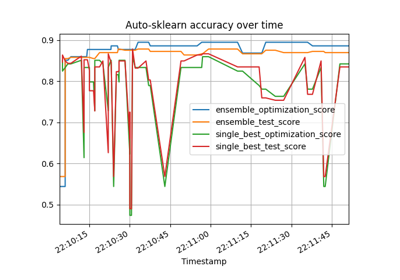 Auto-sklearn accuracy over time
0.9
0.8
0.7
0.6
0.5
ensemble_optimization_score
ensemble_test_score
single_best_optimization_score
single_best_test_score
22:10:15
22:10:30
22:10:45
22:11:00
22:11:15
22:11:30
22:11:45
Timestamp